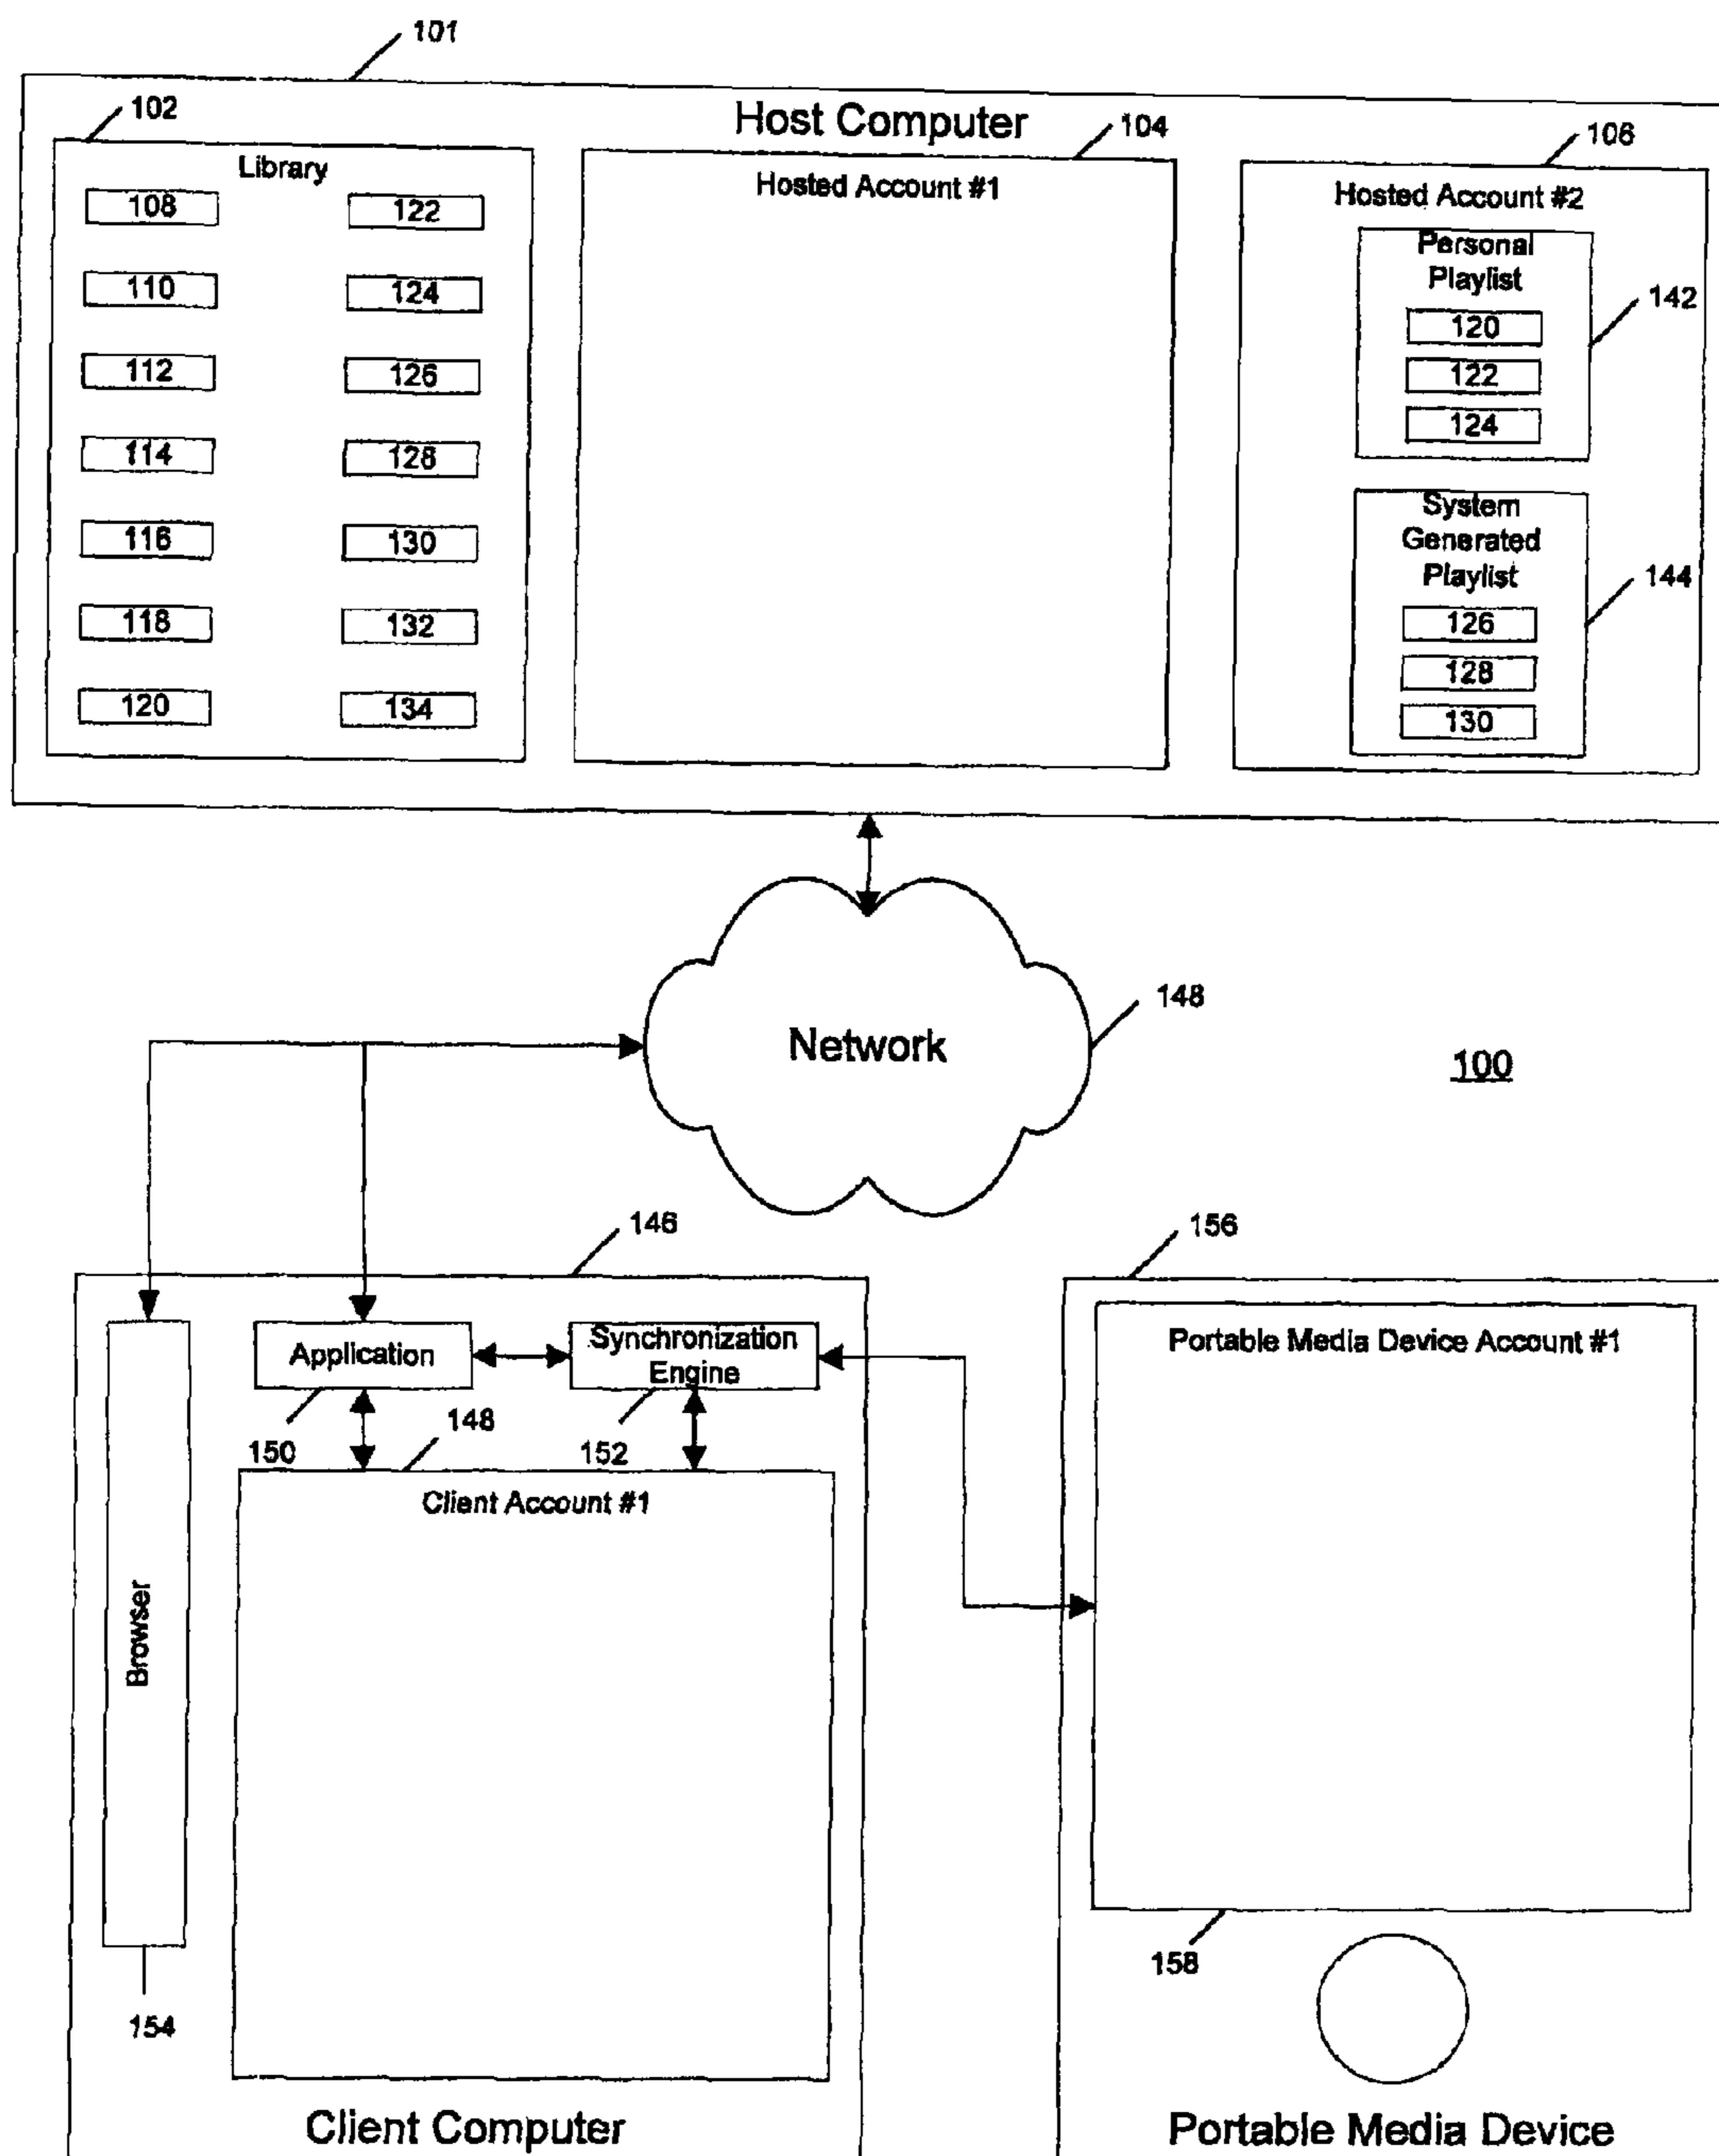 101
Host Computer
102
104
106
Library
108
122
110
124
112
126
114
128
116
130
118
132
120
134
Hosted Account #1
Hosted Account #2
Personal
Playlist
120
122
124
142
System
Generated
Playlist
126
128
130
144
Network
148
100
146
156
Application
Synchronization
Engine
150
148
152
Client Account #1
Browser
154
Client Computer
Portable Media Device Account #1
158
Portable Media Device